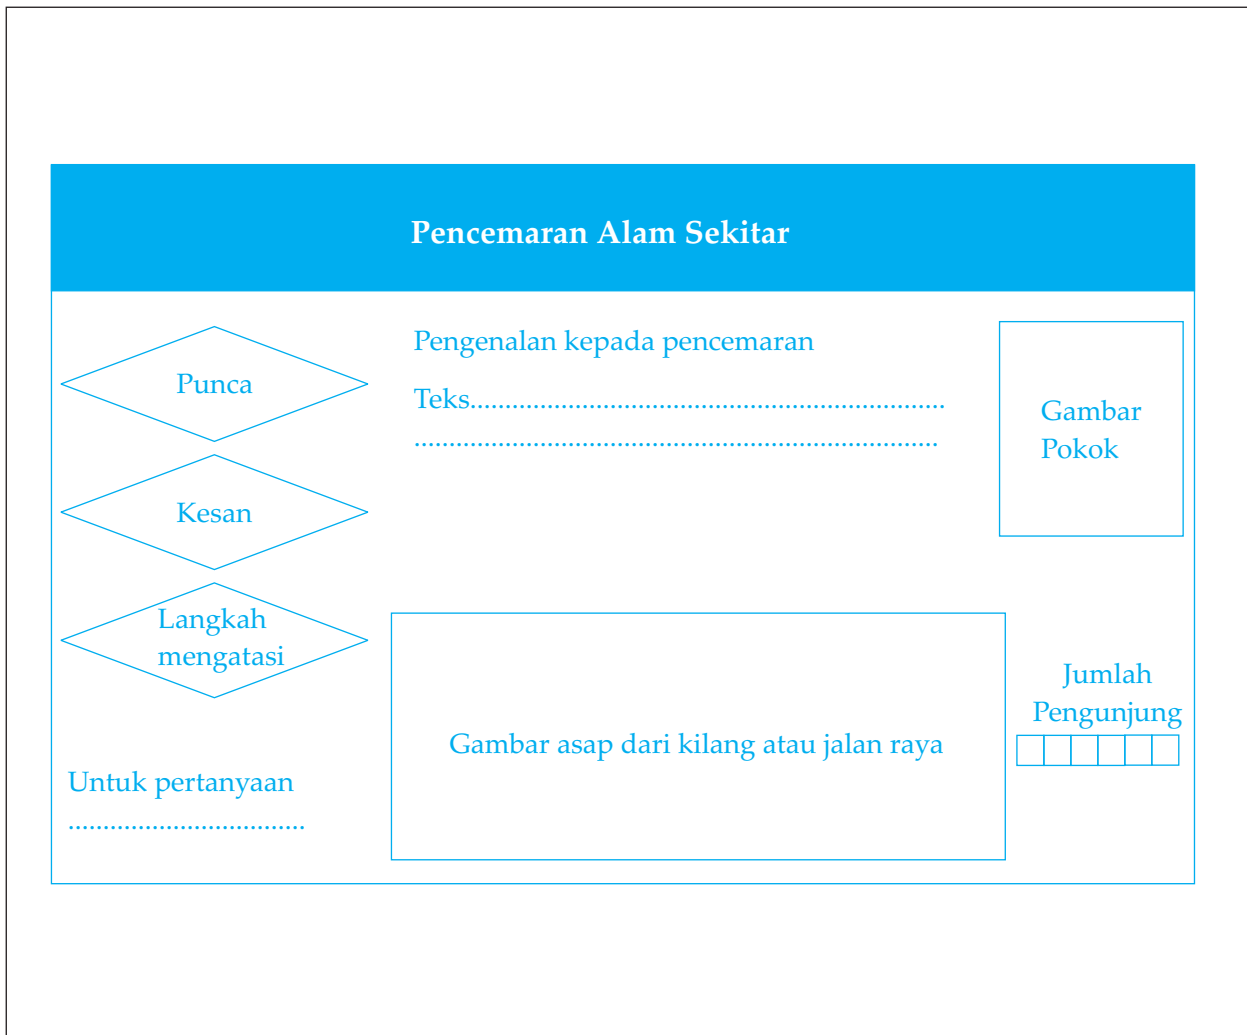 Pencemaran Alam Sekitar
Punca
Kesan
Langkah
mengatasi
Untuk pertanyaan
..................................
Pengenalan kepada pencemaran
Teks....................................................................
...........................................................................
Gambar asap dari kilang atau jalan raya
Gambar
Pokok
Jumlah
Pengunjung